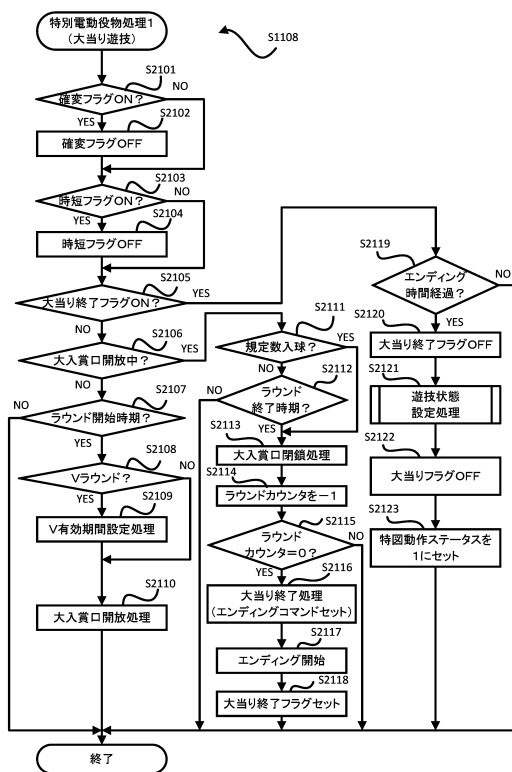 特別電動役物処理1
(大当り遊技)
S1108
S2101
確変フラグON？
NO
YES
S2102
確変フラグOFF
S2103
時短フラグON？
NO
YES
S2104
時短フラグOFF
S2105
大当り終了フラグON？
YES
NO
S2106
大入賞口開放中？
YES
NO
S2107
ラウンド開始時期？
NO
YES
S2108
Vラウンド？
NO
YES
S2109
V有効期間設定処理
S2110
大入賞口開放処理
S2111
規定数入球？
YES
NO
S2112
ラウンド
終了時期？
NO
YES
S2113
大入賞口閉鎖処理
S2114
ラウンドカウンタを－1
S2115
ラウンド
カウンタ=0？
NO
YES
S2116
大当り終了処理
(エンディングコマンドセット)
S2117
エンディング開始
S2118
大当り終了フラグセット
S2119
エンディング
時間経過？
NO
YES
S2120
大当り終了フラグOFF
S2121
遊技状態
設定処理
S2122
大当りフラグOFF
S2123
特図動作ステータスを
1にセット
終了